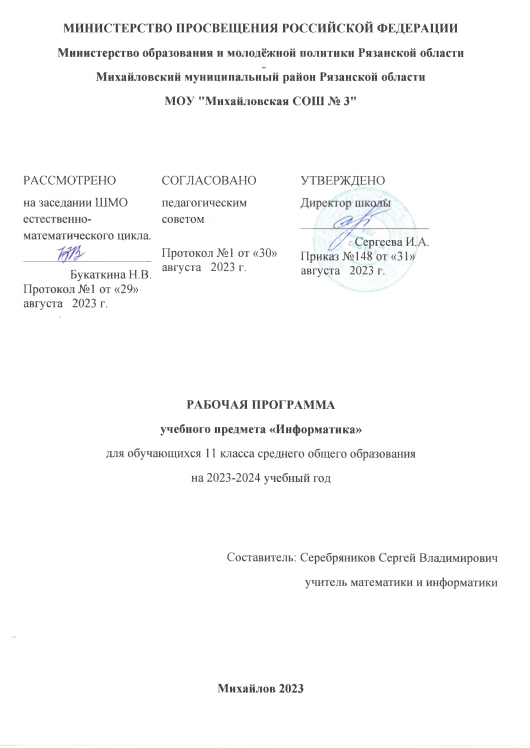 МИНИСТЕРСТВО ПРОСВЕЩЕНИЯ РОССИЙСКОЙ ФЕДЕРАЦИИ
Министерство образования и молодёжной политики Рязанской области
Михайловский муниципальный район Рязанской области
МОУ "Михайловская СОШ № 3"
РАССМОТРЕНО
на заседании ШМО
естественно-
математического цикла.
Букаткина Н.В.
Протокол №1 от «29»
августа 2023 г.
СОГЛАСОВАНО
педагогическим
советом
Протокол №1 от «30»
августа 2023 г.
УТВЕРЖДЕНО
Директор школы
Сергеева И.А.
Приказ №148 от «31»
августа 2023 г.
РАБОЧАЯ ПРОГРАММА
учебного предмета «Информатика»
для обучающихся 11 класса среднего общего образования
на 2023-2024 учебный год
Составитель: Серебряников Сергей Владимирович
учитель математики и информатики
Михайлов 2023